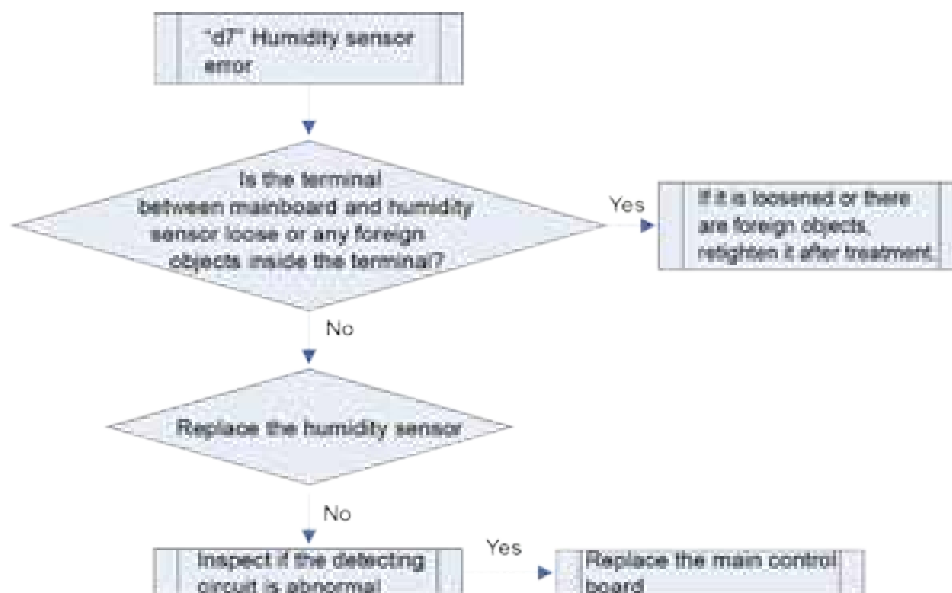 "d7" Humidity sensor
error
Is the terminal
between mainboard and humidity
sensor loose or any foreign
objects inside the terminal?
Yes
If it is loosened or there
are foreign objects,
retighten it after treatment.
No
Replace the humidity sensor
No
Inspect if the detecting
circuit is abnormal
Yes
Replace the main control
board